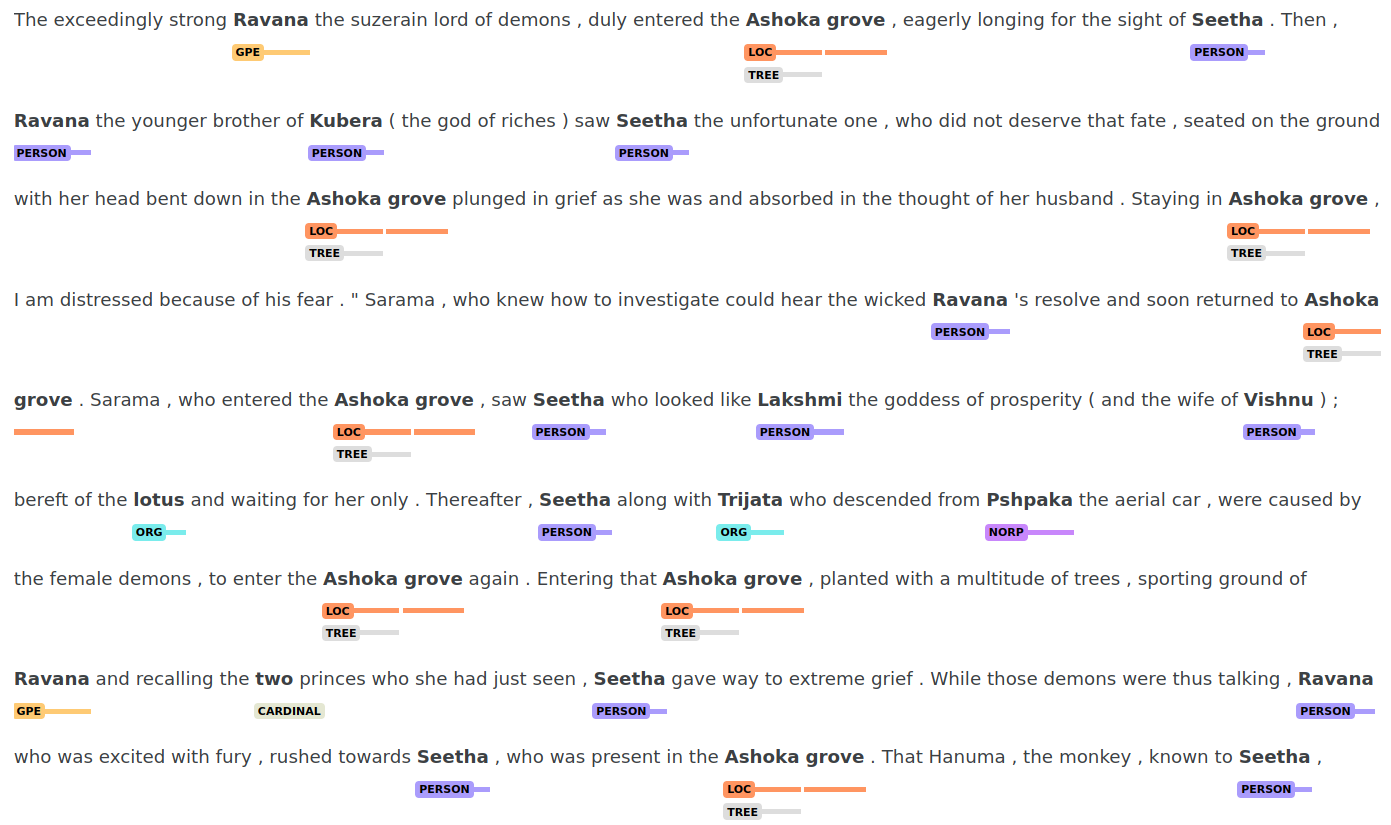 The exceedingly strong Ravana the suzerain lord of demons , duly entered the Ashoka grove , eagerly longing for the sight of Seetha . Then ,
GPE LOC PERSON
TREE
Ravana the younger brother of Kubera ( the god of riches ) saw Seetha the unfortunate one , who did not deserve that fate , seated on the ground
PERSON PERSON PERSON
with her head bent down in the Ashoka grove plunged in grief as she was and absorbed in the thought of her husband . Staying in Ashoka grove ,
LOC LOC
TREE TREE
I am distressed because of his fear . " Sarama , who knew how to investigate could hear the wicked Ravana 's resolve and soon returned to Ashoka
PERSON LOC
TREE
grove . Sarama , who entered the Ashoka grove , saw Seetha who looked like Lakshmi the goddess of prosperity ( and the wife of Vishnu ) ;
LOC PERSON PERSON PERSON
TREE
bereft of the lotus and waiting for her only . Thereafter , Seetha along with Trijata who descended from Pshpaka the aerial car , were caused by
ORG PERSON ORG NORP
the female demons , to enter the Ashoka grove again . Entering that Ashoka grove , planted with a multitude of trees , sporting ground of
LOC LOC
TREE TREE
Ravana and recalling the two princes who she had just seen , Seetha gave way to extreme grief . While those demons were thus talking , Ravana
GPE CARDINAL PERSON PERSON
who was excited with fury , rushed towards Seetha , who was present in the Ashoka grove . That Hanuma , the monkey , known to Seetha ,
PERSON LOC PERSON
TREE